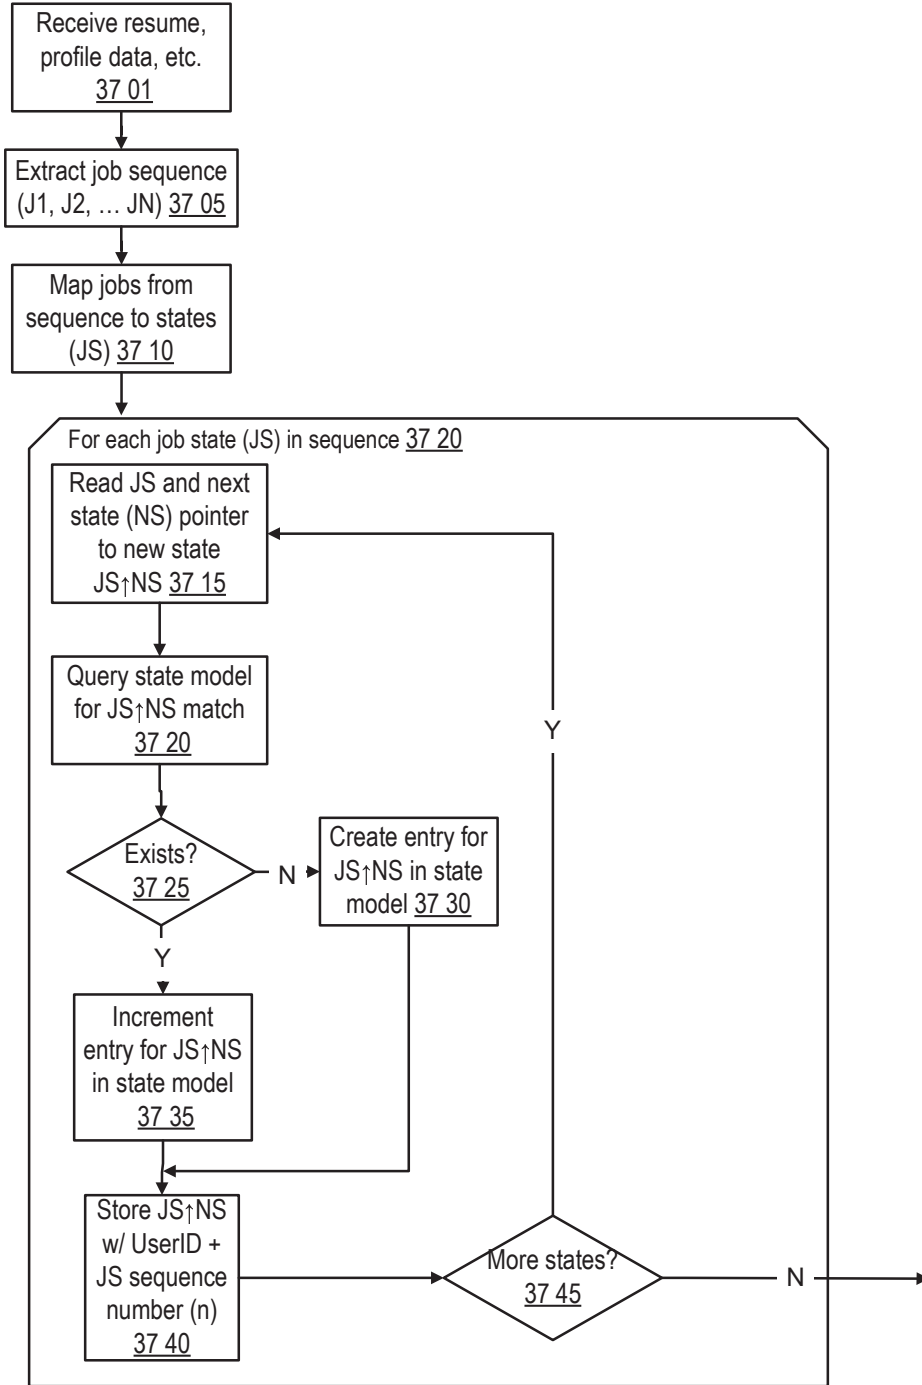 Receive resume,
profile data, etc.
37 01
Extract job sequence
(J1, J2, … JN) 37 05
Map jobs from
sequence to states
(JS) 37 10
For each job state (JS) in sequence 37 20
Read JS and next
state (NS) pointer
to new state
JS↑NS 37 15
Query state model
for JS↑NS match
37 20
Y
Exists?
37 25
N
Create entry for
JS↑NS in state
model 37 30
Y
Increment
entry for JS↑NS
in state model
37 35
Store JS↑NS
w/ UserID +
JS sequence
number (n)
37 40
More states?
37 45
N